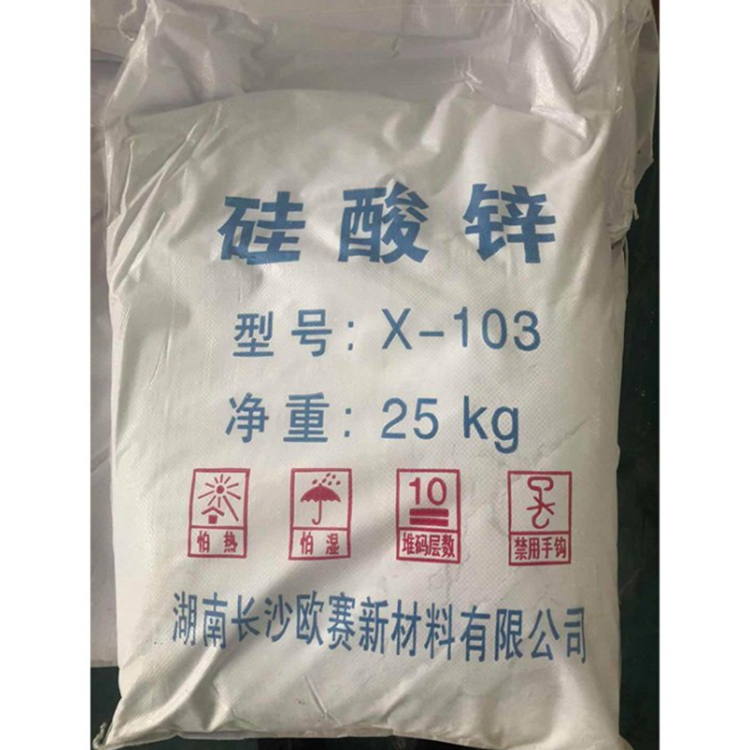 硅酸锌
型号: X-103
净重: 25 kg
10
怕热 怕湿 堆码层数 禁用手钩
湖南长沙欧赛新材料有限公司